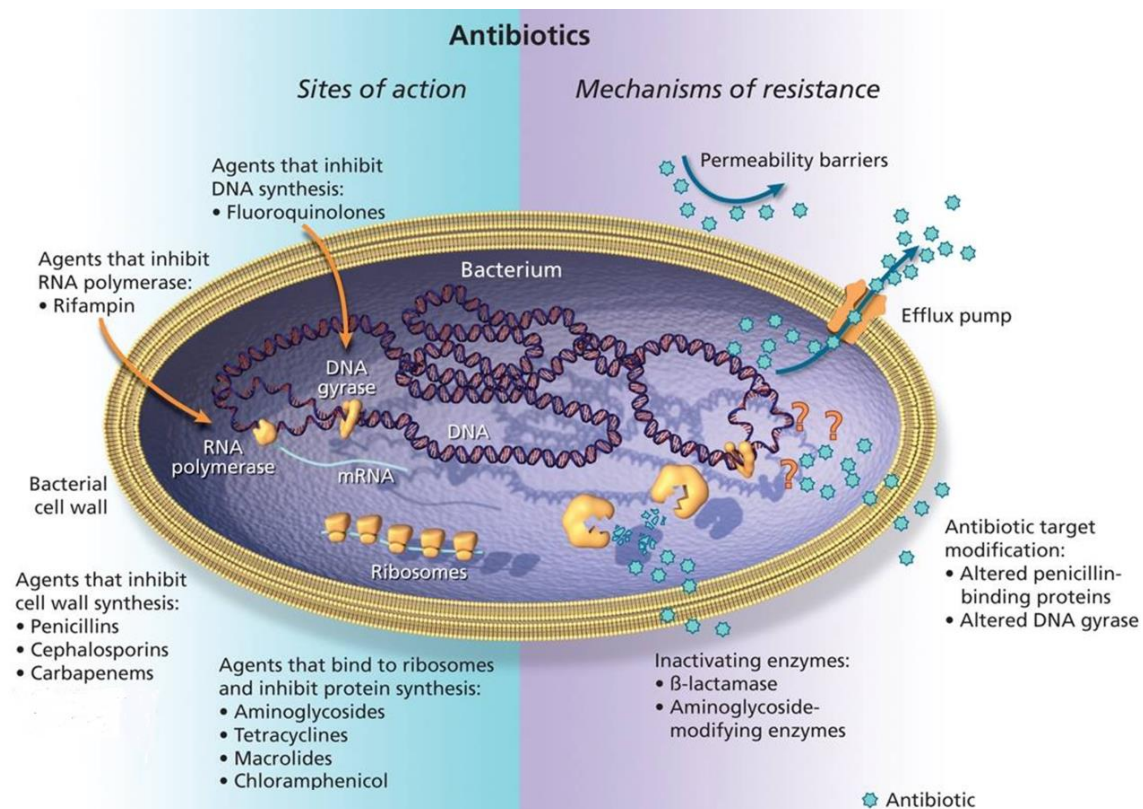 Antibiotics
Sites of action
Mechanisms of resistance
Agents that inhibit
DNA synthesis:
• Fluoroquinolones
Permeability barriers
Agents that inhibit
RNA polymerase:
• Rifampin
Bacterium
Efflux pump
DNA
gyrase
RNA
polymerase
DNA
mRNA
? ?
?
Bacterial
cell wall
Ribosomes
Antibiotic target
modification:
• Altered penicillin-
binding proteins
• Altered DNA gyrase
Agents that inhibit
cell wall synthesis:
• Penicillins
• Cephalosporins
• Carbapenems
Agents that bind to ribosomes
and inhibit protein synthesis:
• Aminoglycosides
• Tetracyclines
• Macrolides
• Chloramphenicol
Inactivating enzymes:
• ß-lactamase
• Aminoglycoside-
modifying enzymes
Antibiotic